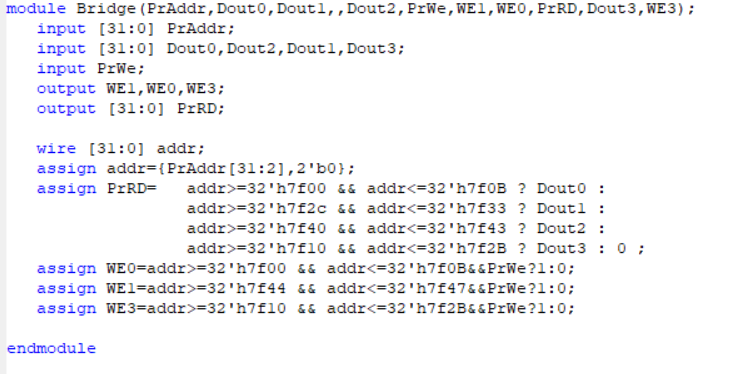 module Bridge(PrAddr,Dout0,Dout1,,Dout2,PrWe,WE1,WE0,PrRD,Dout3,WE3);
input [31:0] PrAddr;
input [31:0] Dout0,Dout2,Dout1,Dout3;
input PrWe;
output WE1,WE0,WE3;
output [31:0] PrRD;
wire [31:0] addr;
assign addr={PrAddr[31:2],2'b0};
assign PrRD= addr>=32'h7f00 && addr<=32'h7f0B ? Dout0 :
addr>=32'h7f2c && addr<=32'h7f33 ? Dout1 :
addr>=32'h7f40 && addr<=32'h7f43 ? Dout2 :
addr>=32'h7f10 && addr<=32'h7f2B ? Dout3 : 0 ;
assign WE0=addr>=32'h7f00 && addr<=32'h7f0B&&PrWe?1:0;
assign WE1=addr>=32'h7f44 && addr<=32'h7f47&&PrWe?1:0;
assign WE3=addr>=32'h7f10 && addr<=32'h7f2B&&PrWe?1:0;
endmodule